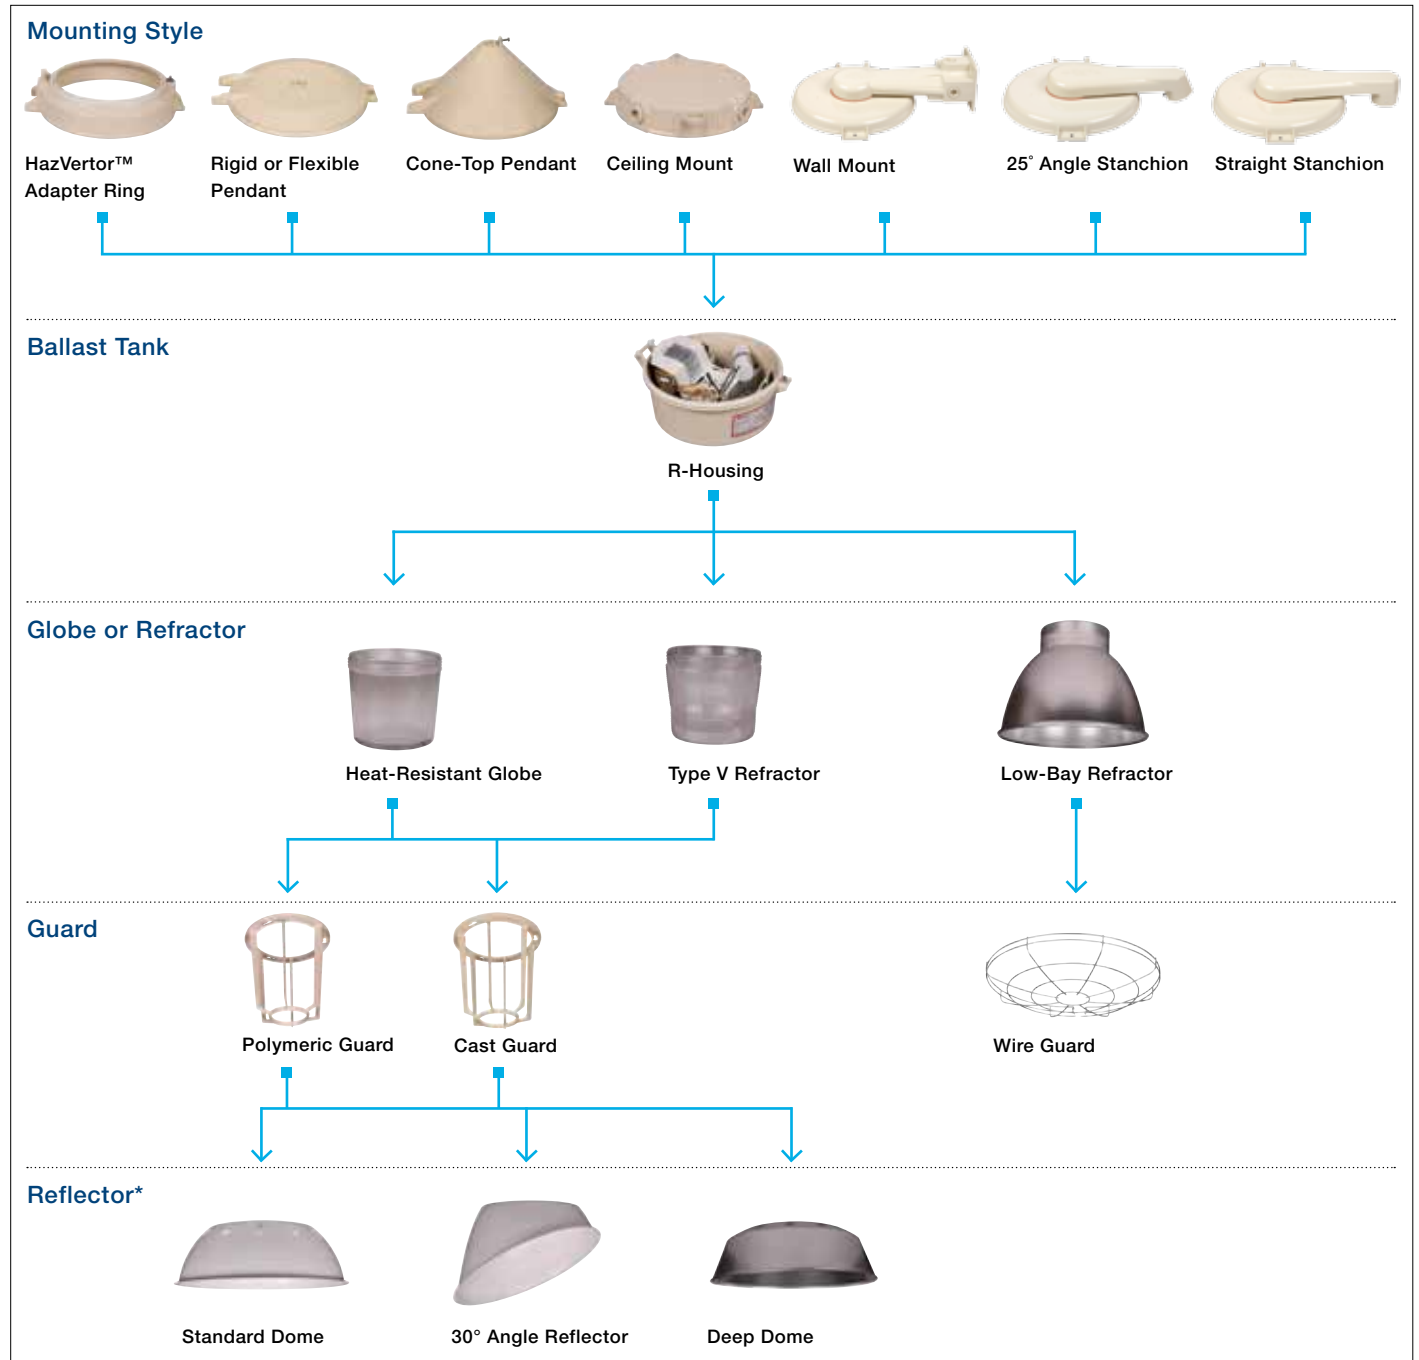 Mounting Style
HazVertor™
Adapter Ring
Rigid or Flexible
Pendant
Cone-Top Pendant
Ceiling Mount
Wall Mount
25° Angle Stanchion
Straight Stanchion
Ballast Tank
R-Housing
Globe or Refractor
Heat-Resistant Globe
Type V Refractor
Low-Bay Refractor
Guard
Polymeric Guard
Cast Guard
Wire Guard
Reflector*
Standard Dome
30° Angle Reflector
Deep Dome